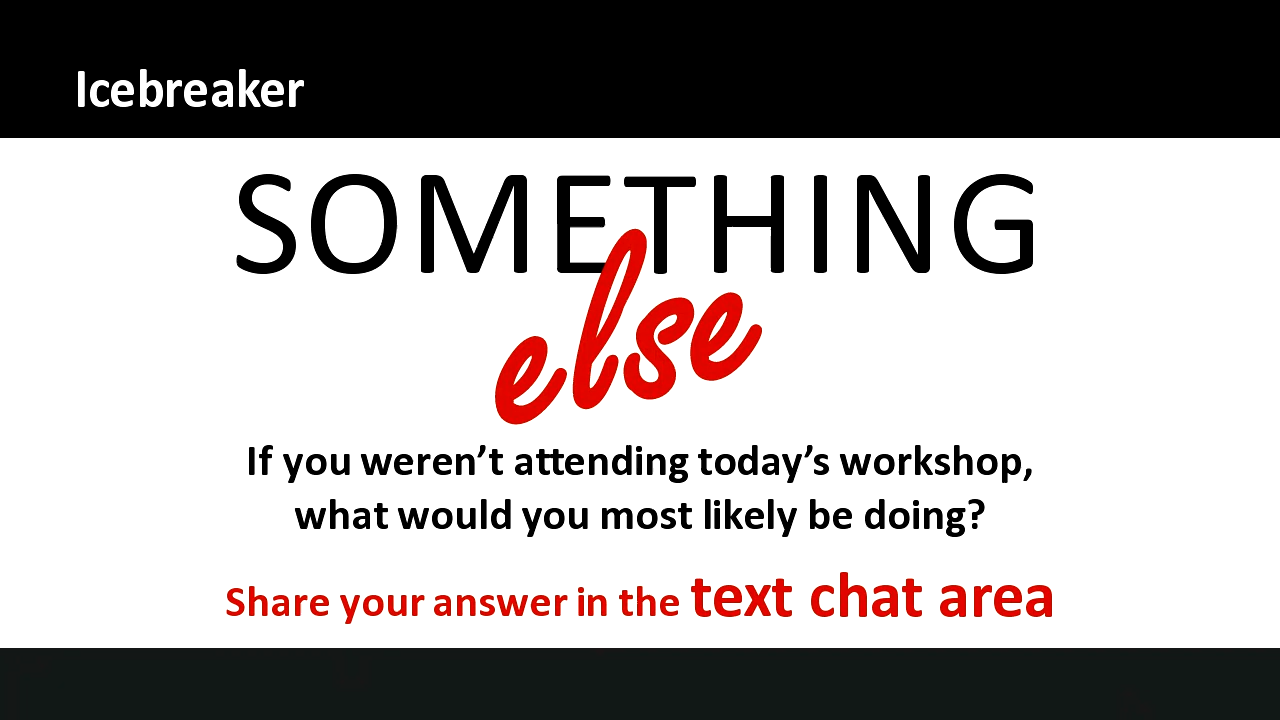 Icebreaker
SOMETHING
else
If you weren’t attending today’s workshop,
what would you most likely be doing?
Share your answer in the text chat area